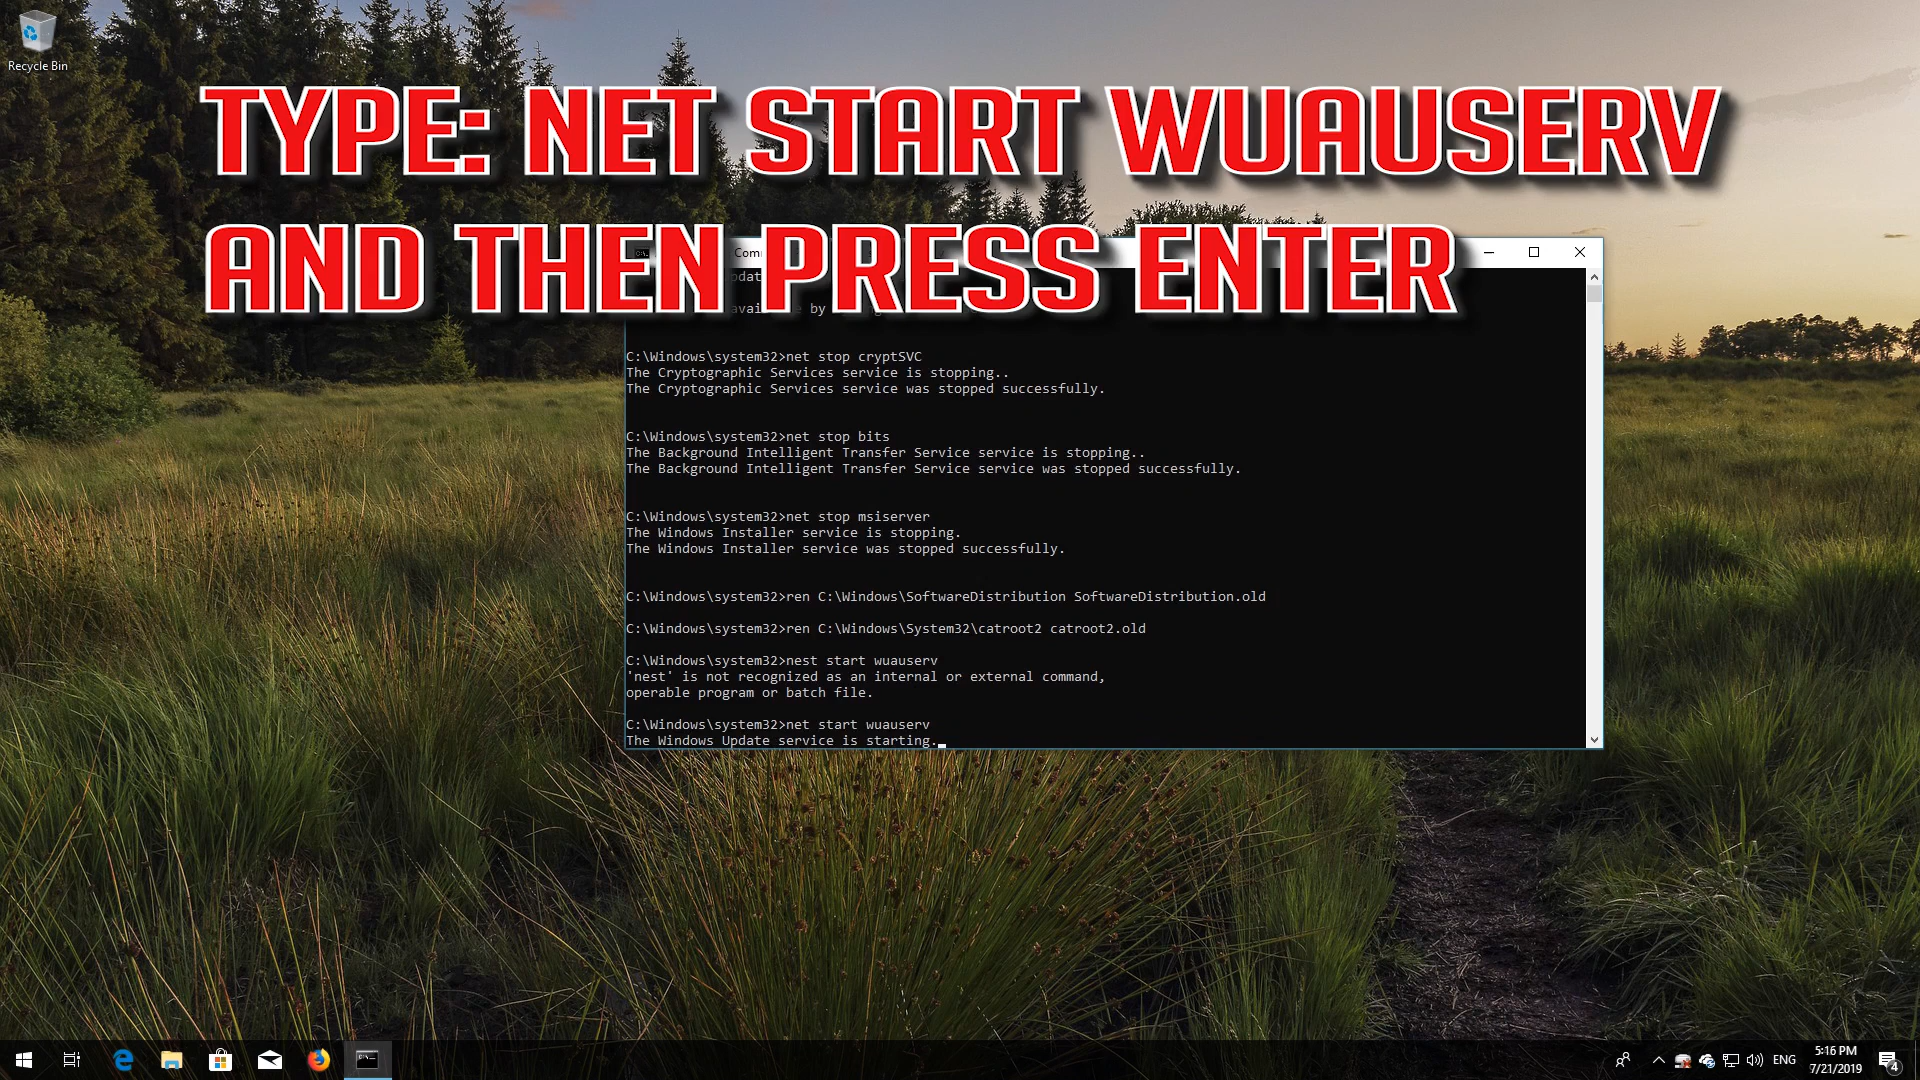 Recycle Bin
TYPE: NET START WUAUSERV
AND THEN PRESS ENTER
by
C:\Windows\system32>net stop cryptSVC
The Cryptographic Services service is stopping..
The Cryptographic Services service was stopped successfully.
C:\Windows\system32>net stop bits
The Background Intelligent Transfer Service service is stopping..
The Background Intelligent Transfer Service service was stopped successfully.
C:\Windows\system32>net stop msiserver
The Windows Installer service is stopping.
The Windows Installer service was stopped successfully.
C:\Windows\system32>ren C:\Windows\SoftwareDistribution SoftwareDistribution.old
C:\Windows\system32>ren C:\Windows\System32\catroot2 catroot2.old
C:\Windows\system32>nest start wuauserv
'nest' is not recognized as an internal or external command,
operable program or batch file.
C:\Windows\system32>net start wuauserv
The Windows Update service is starting.
ENG
5:16 PM
7/21/2019
4